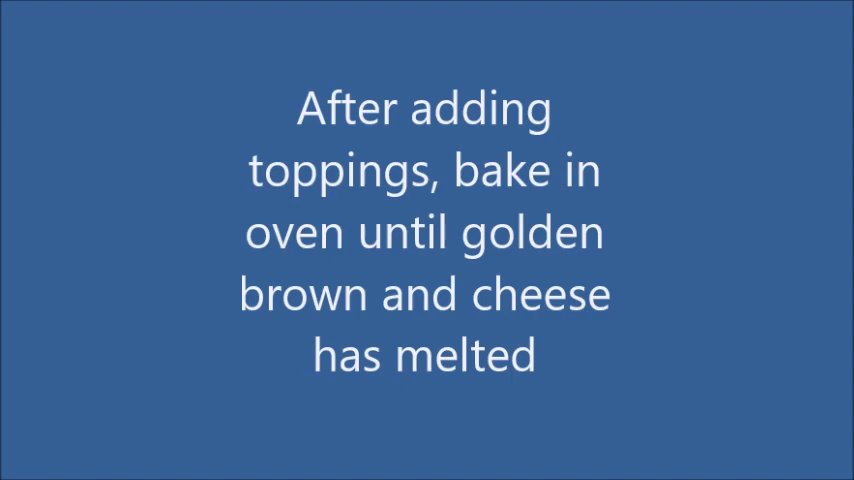 After adding
toppings, bake in
oven until golden
brown and cheese
has melted